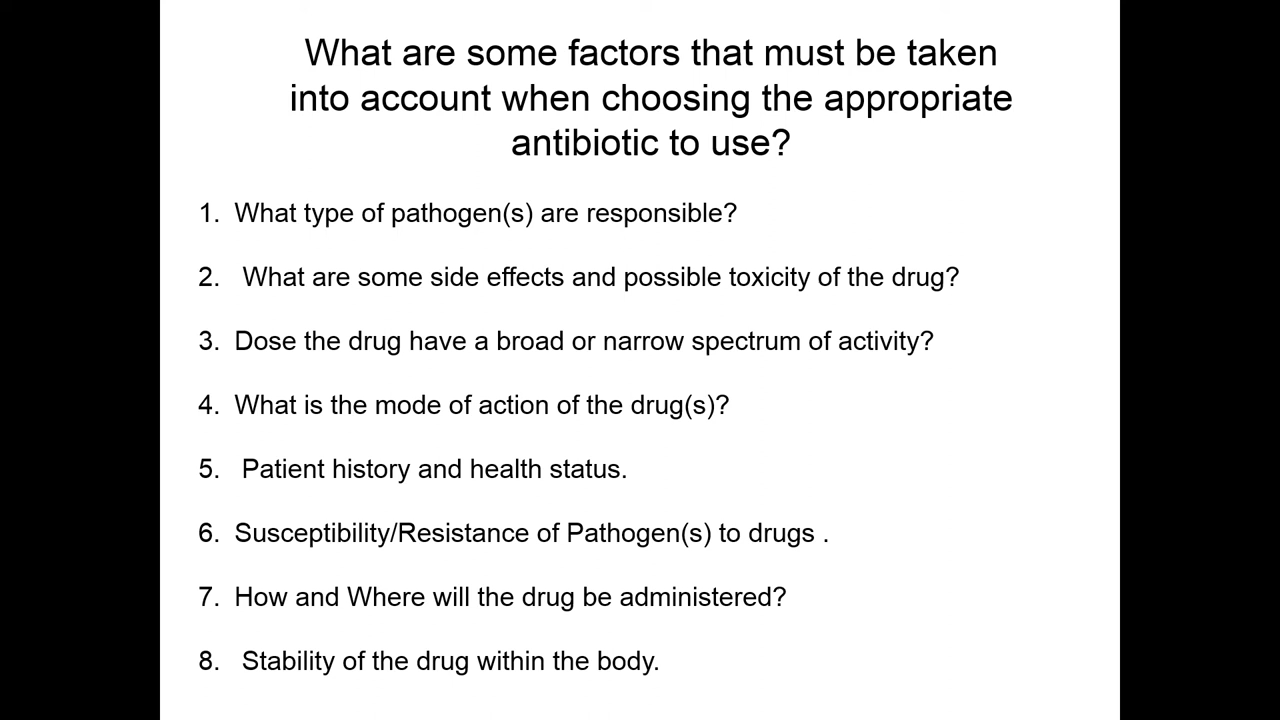 What are some factors that must be taken
into account when choosing the appropriate
antibiotic to use?
1. What type of pathogen(s) are responsible?
2. What are some side effects and possible toxicity of the drug?
3. Dose the drug have a broad or narrow spectrum of activity?
4. What is the mode of action of the drug(s)?
5. Patient history and health status.
6. Susceptibility/Resistance of Pathogen(s) to drugs .
7. How and Where will the drug be administered?
8. Stability of the drug within the body.